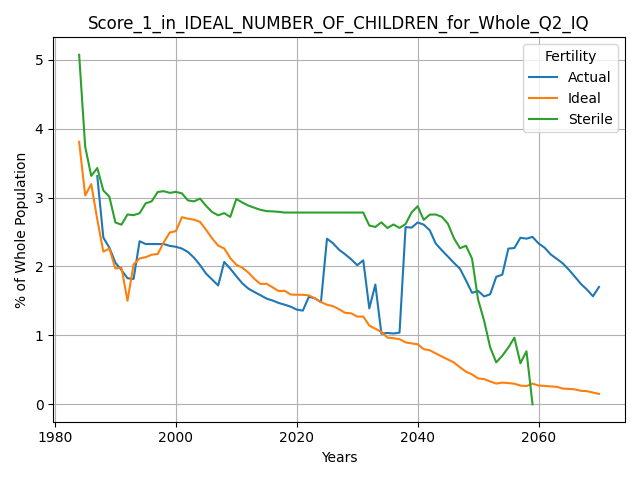 Score_1_in_IDEAL_NUMBER_OF_CHILDREN_for_Whole_Q2_IQ
Fertility
Actual
Ideal
Sterile
% of Whole Population
5
4
3
2
1
0
1980
2000
2020
2040
2060
Years